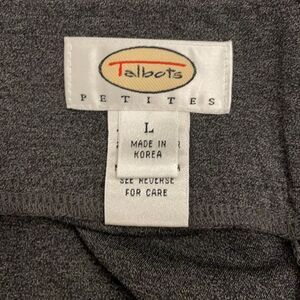 Talbots
PETITES
L
MADE IN
KOREA
SEE REVERSE
FOR CARE